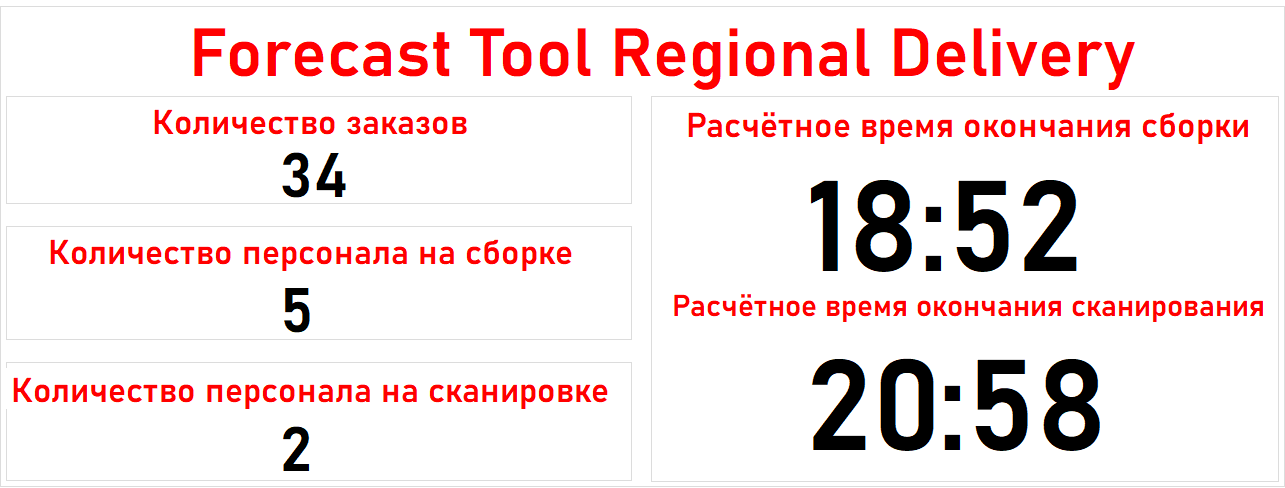 Forecast Tool Regional Delivery
Количество заказов
34
Количество персонала на сборке
5
Количество персонала на сканировке
2
Расчётное время окончания сборки
18:52
Расчётное время окончания сканирования
20:58